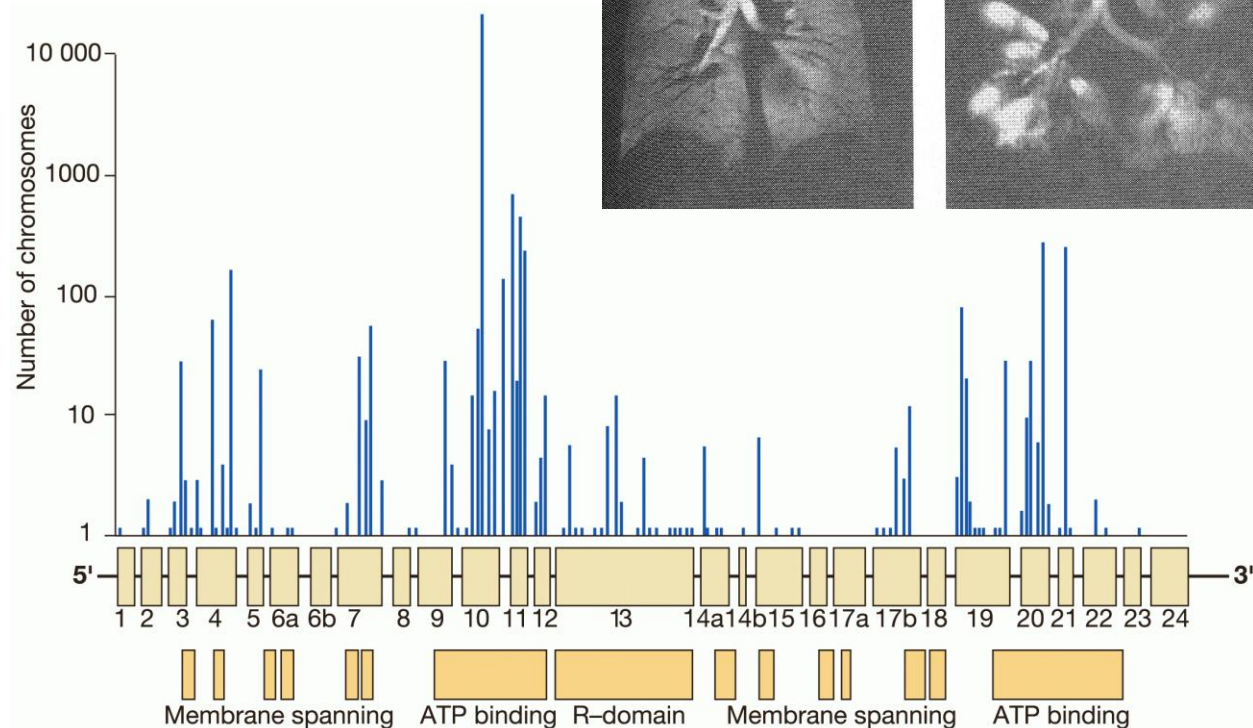 Number of chromosomes
10 000
1000
100
10
1
5' 3'
1 2 3 4 5 6a 6b 7 8 9 10 11 12 13 14a 14b 15 16 17a 17b 18 19 20 21 22 23 24
Membrane spanning ATP binding R–domain Membrane spanning ATP binding